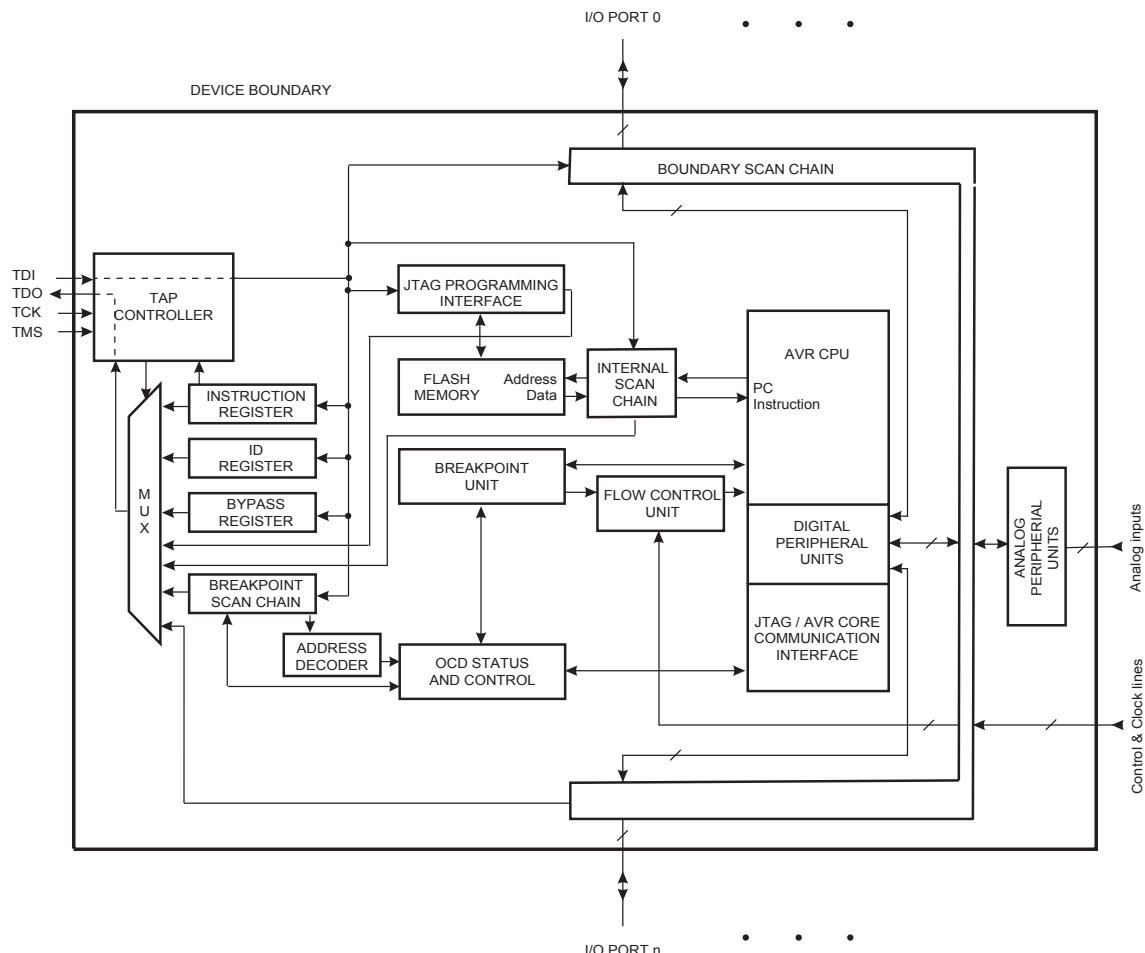 I/O PORT 0
DEVICE BOUNDARY
BOUNDARY SCAN CHAIN
TDI
TDO
TCK
TMS
TAP
CONTROLLER
JTAG PROGRAMMING
INTERFACE
AVR CPU
FLASH
MEMORY
Address
Data
INTERNAL
SCAN
CHAIN
PC
Instruction
INSTRUCTION
REGISTER
ID
REGISTER
BREAKPOINT
UNIT
FLOW CONTROL
UNIT
BYPASS
REGISTER
MUX
DIGITAL
PERIPHERAL
UNITS
ANALOG
PERIPHERIAL
UNITS
Analog inputs
BREAKPOINT
SCAN CHAIN
ADDRESS
DECODER
OCD STATUS
AND CONTROL
JTAG / AVR CORE
COMMUNICATION
INTERFACE
Control & Clock lines
I/O PORT n